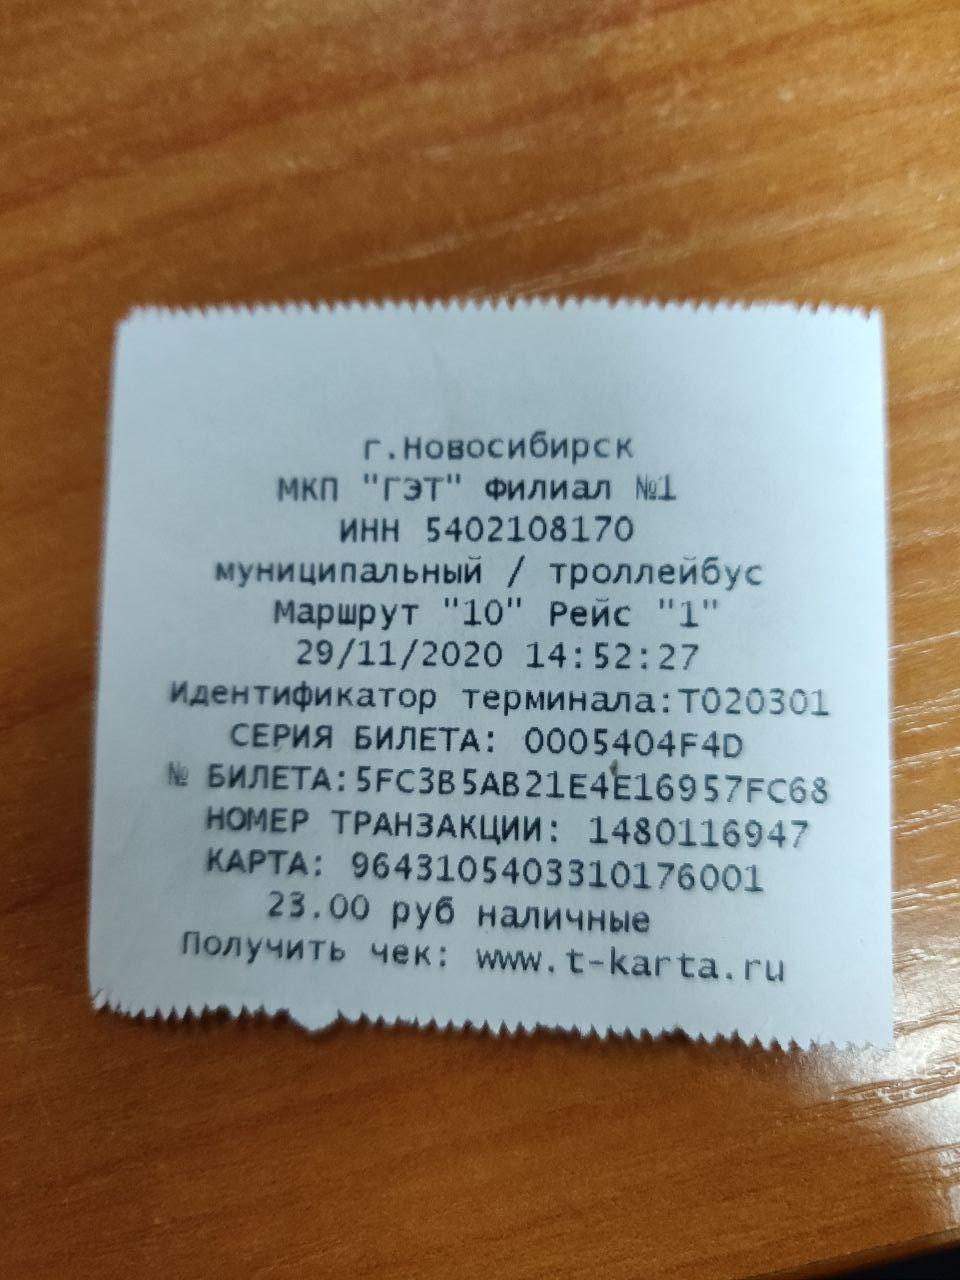 г.Новосибирск
МКП "ГЭТ" Филиал №1
ИНН 5402108170
муниципальный / троллейбус
Маршрут "10" Рейс "1"
29/11/2020 14:52:27
Идентификатор терминала:T020301
СЕРИЯ БИЛЕТА: 0005404F4D
№ БИЛЕТА:5FC3B5AB21E4E16957FC68
НОМЕР ТРАНЗАКЦИИ: 1480116947
КАРТА: 9643105403310176001
23.00 руб наличные
Получить чек: www.t-karta.ru